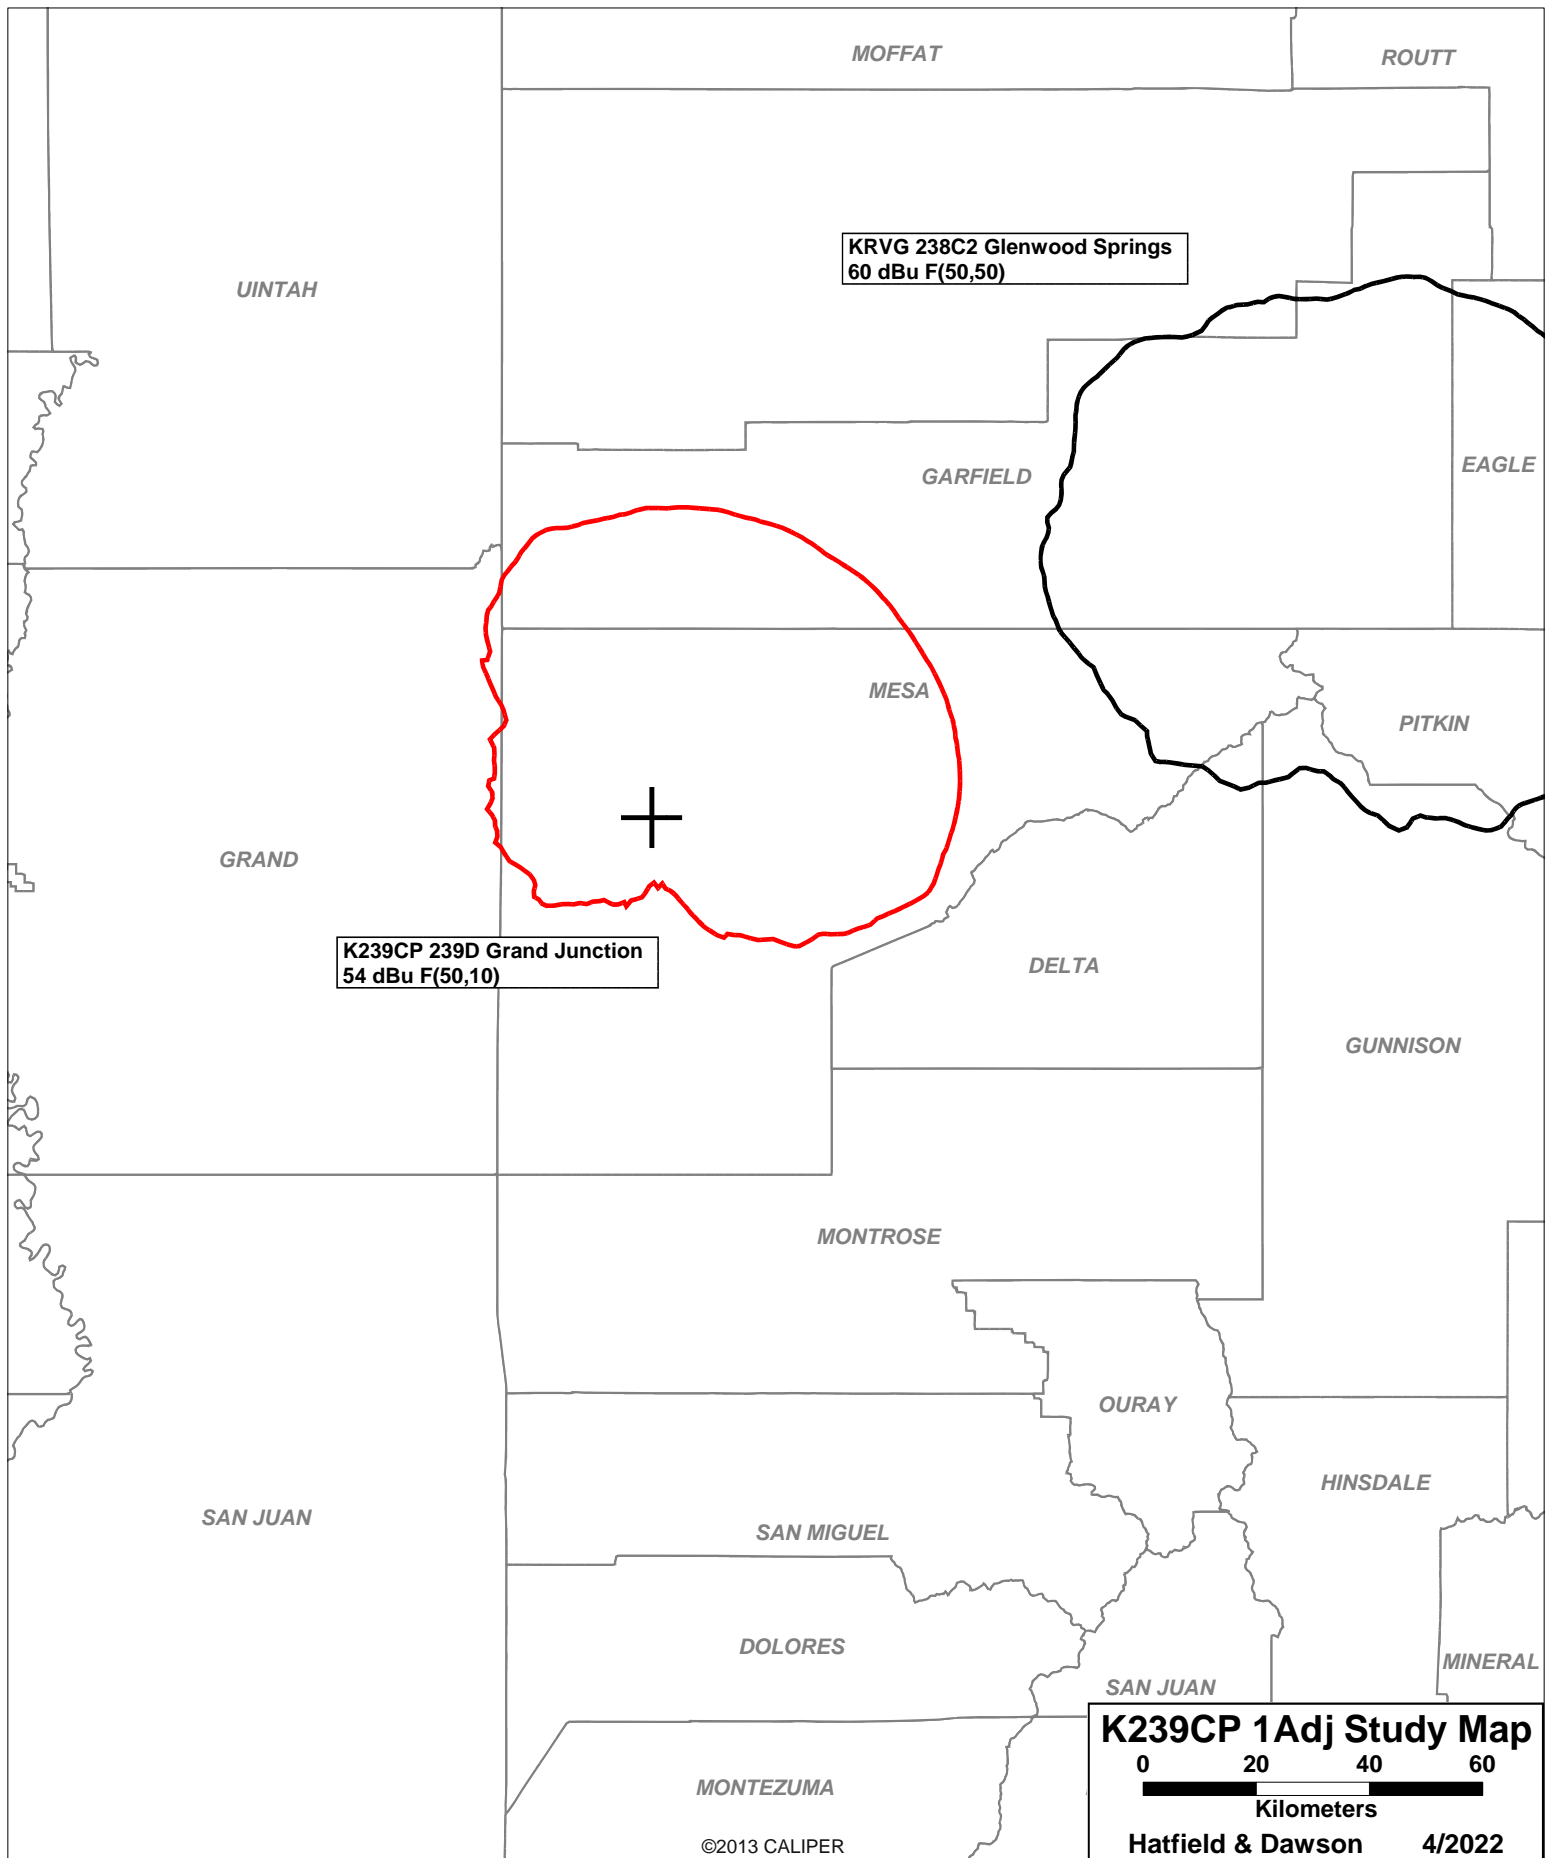 MOFFAT
ROUTT
KRVG 238C2 Glenwood Springs
60 dBu F(50,50)
UINTAH
EAGLE
GARFIELD
MESA
PITKIN
GRAND
K239CP 239D Grand Junction
54 dBu F(50,10)
DELTA
GUNNISON
MONTROSE
OURAY
HINSDALE
SAN JUAN
SAN MIGUEL
DOLORES
MINERAL
SAN JUAN
K239CP 1Adj Study Map
0 20 40 60
Kilometers
MONTEZUMA
Hatfield & Dawson 4/2022
©2013 CALIPER